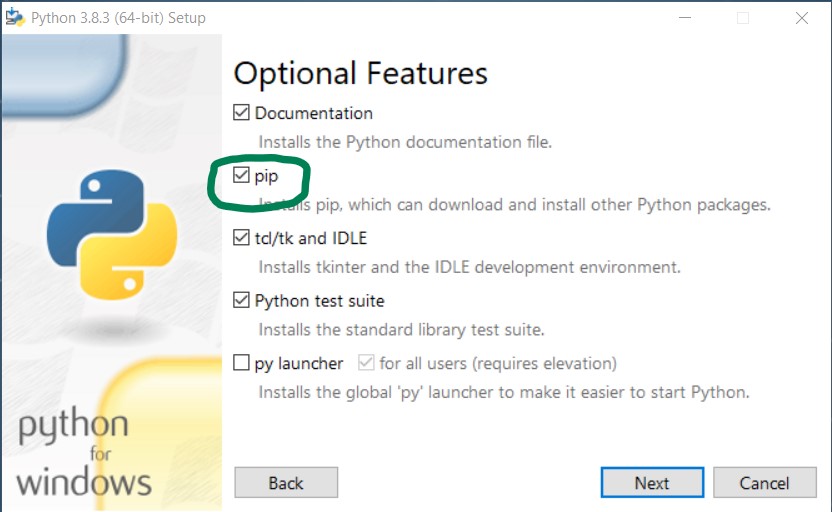 Python 3.8.3 (64-bit) Setup
Optional Features
Documentation
Installs the Python documentation file.
pip
Installs pip, which can download and install other Python packages.
tcl/tk and IDLE
Installs tkinter and the IDLE development environment.
Python test suite
Installs the standard library test suite.
py launcher for all users (requires elevation)
Installs the global 'py' launcher to make it easier to start Python.
python
for
windows
Back Next Cancel